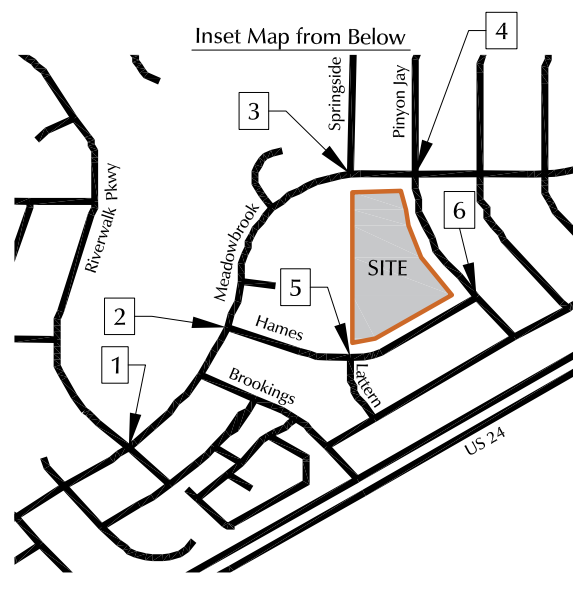 Inset Map from Below
4
Springside
Pinyon Jay
3
Riverwalk Pkwy
Meadowbrook
6
SITE
5
2
Hames
1
Brookings
Lattern
US 24